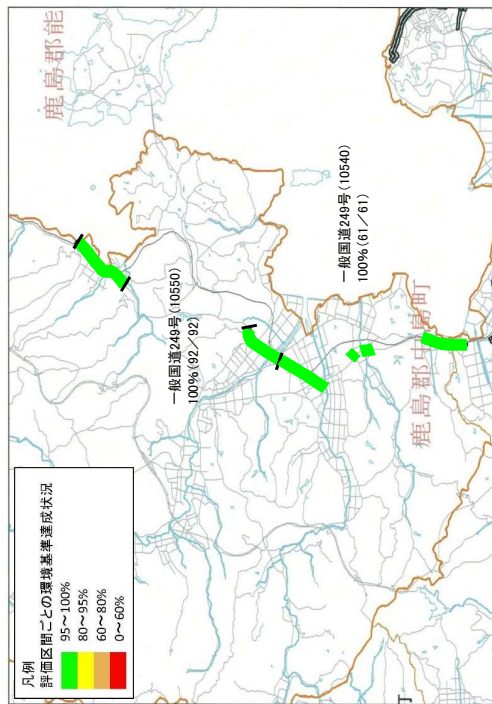 凡例
評価区間ごとの環境基準達成状況
95～100%
80～95%
60～80%
0～60%
一般国道249号(10550)
100%(92/92)
一般国道249号(10540)
100%(61/61)
鹿島郡能
鹿島郡中島町
町